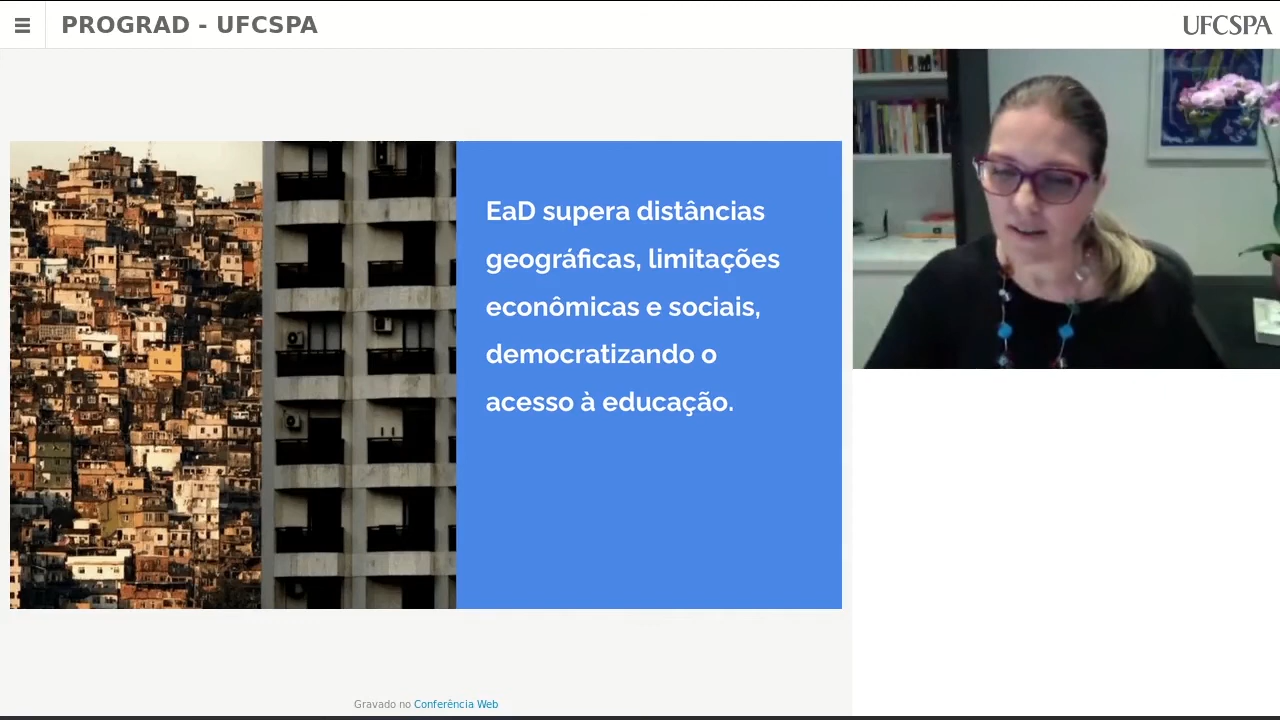 PROGRAD - UFCSPA
UFCSPA
EaD supera distâncias
geográficas, limitações
econômicas e sociais,
democratizando o
acesso à educação.
Gravado no Conferência Web